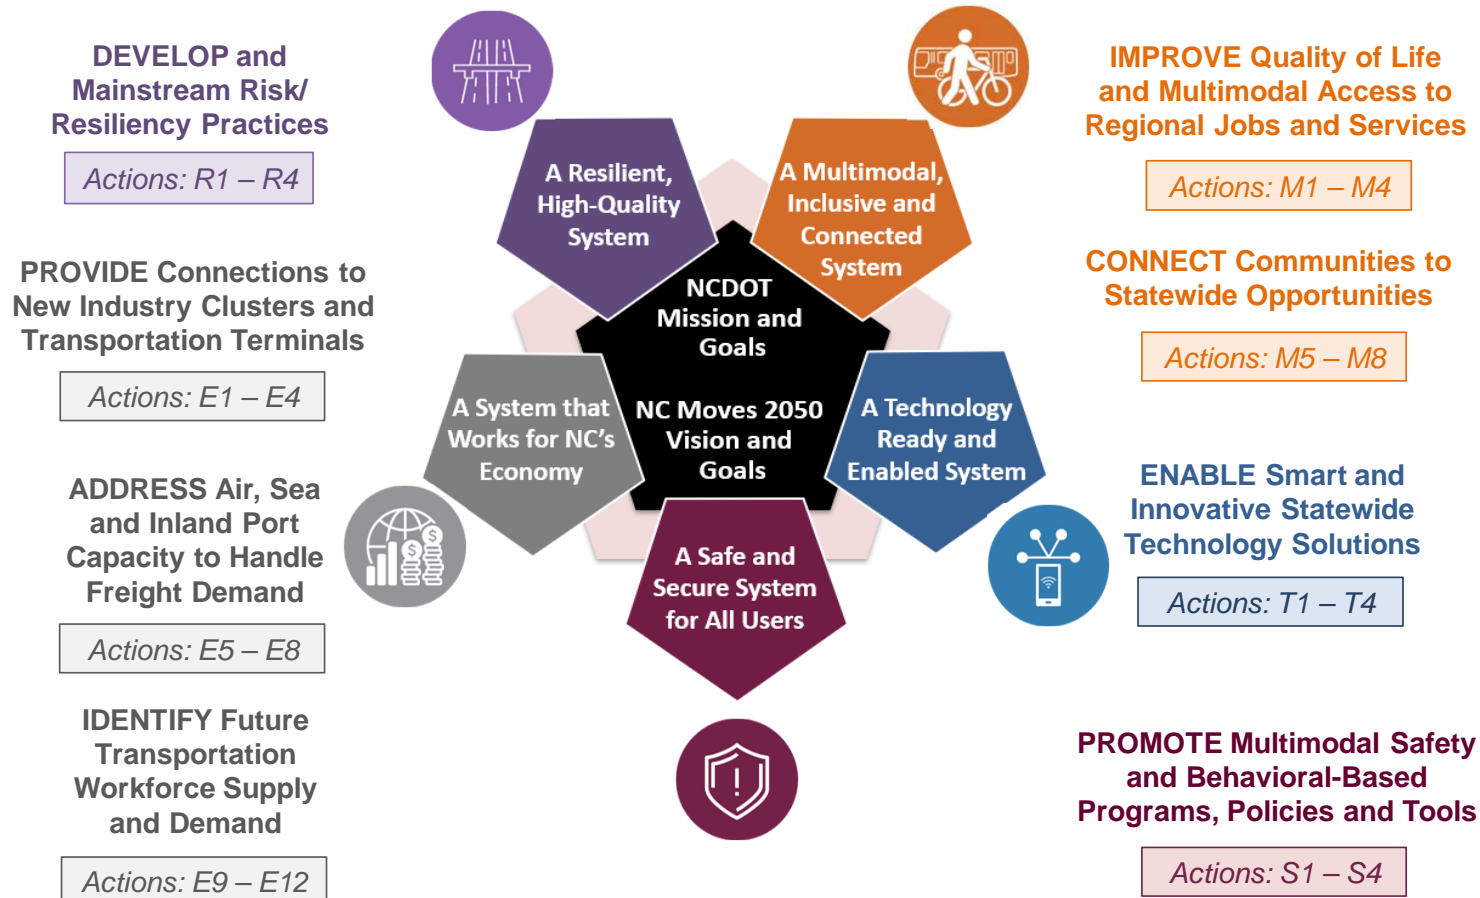 DEVELOP and
Mainstream Risk/
Resiliency Practices
Actions: R1 – R4
PROVIDE Connections to
New Industry Clusters and
Transportation Terminals
Actions: E1 – E4
ADDRESS Air, Sea
and Inland Port
Capacity to Handle
Freight Demand
Actions: E5 – E8
IDENTIFY Future
Transportation
Workforce Supply
and Demand
Actions: E9 – E12
A Resilient,
High-Quality
System
A Multimodal,
Inclusive and
Connected
System
NCDOT
Mission and
Goals
NC Moves 2050
Vision and
Goals
A System that
Works for NC's
Economy
A Technology
Ready and
Enabled System
A Safe and
Secure System
for All Users
$
$
!
IMPROVE Quality of Life
and Multimodal Access to
Regional Jobs and Services
Actions: M1 – M4
CONNECT Communities to
Statewide Opportunities
Actions: M5 – M8
ENABLE Smart and
Innovative Statewide
Technology Solutions
Actions: T1 – T4
PROMOTE Multimodal Safety
and Behavioral-Based
Programs, Policies and Tools
Actions: S1 – S4